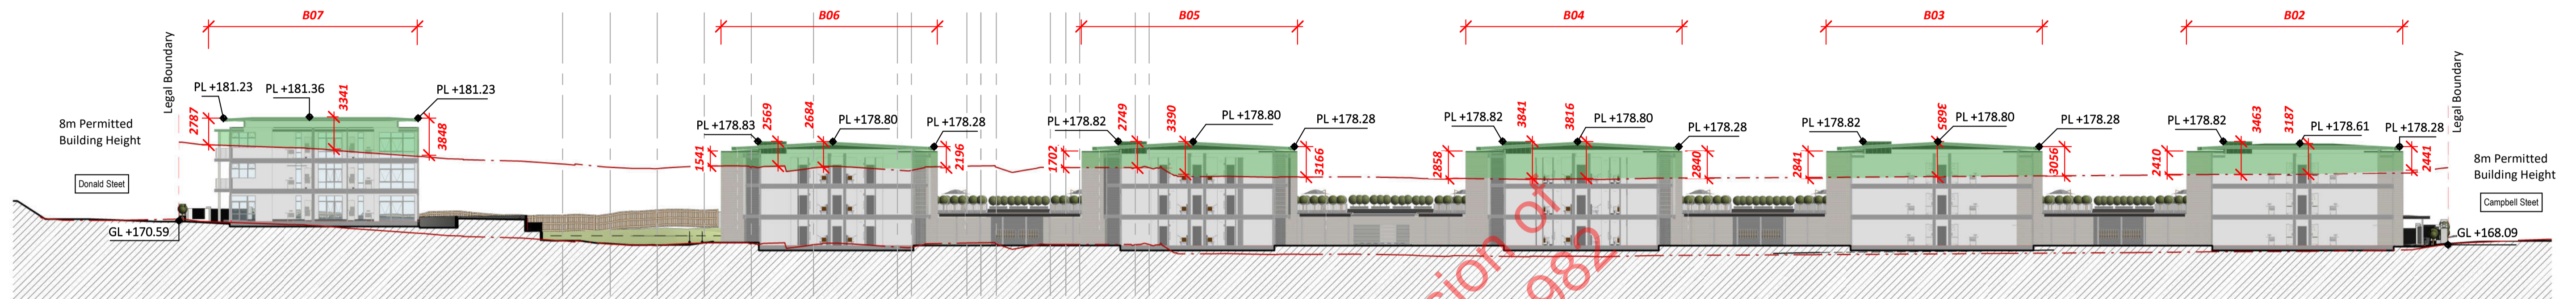 B07
B06
B05
B04
B03
B02
Legal Boundary
Legal Boundary
8m Permitted
Building Height
Donald Steet
GL +170.59
PL +181.23
PL +181.36
PL +181.23
2787
3341
3848
PL +178.83
PL +178.80
PL +178.28
1541
2569
2684
2196
PL +178.82
PL +178.80
PL +178.28
1702
2749
3390
3166
PL +178.82
PL +178.80
PL +178.28
2858
3841
3816
2840
PL +178.82
PL +178.80
PL +178.28
2841
3895
3056
PL +178.82
PL +178.61
PL +178.28
2410
3463
3187
2441
8m Permitted
Building Height
Campbell Steet
GL +168.09
sion of
982